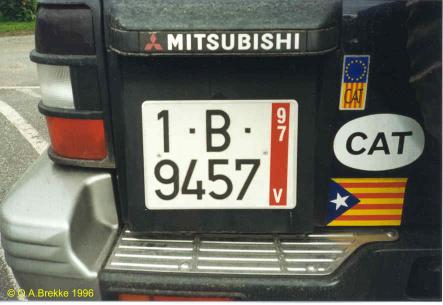 MITSUBISHI
1·B·
9457
97
V
CAT
CAT
© O.A.Brekke 1996